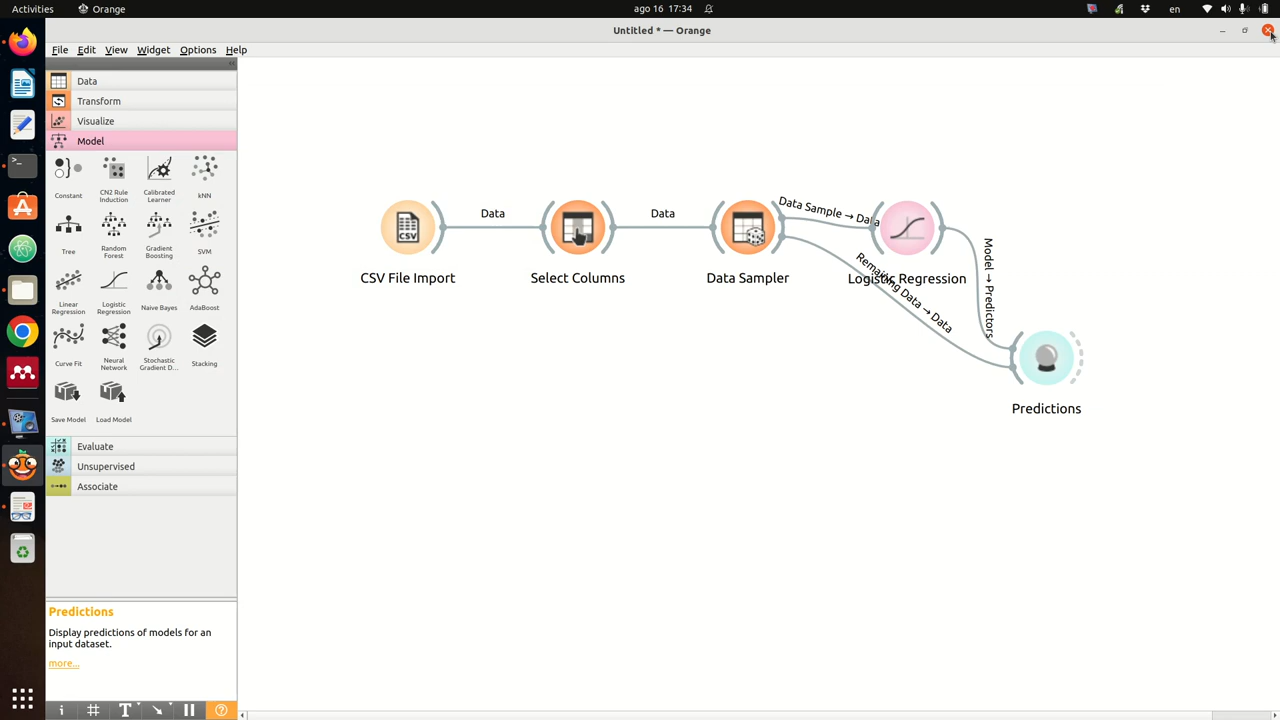 Activities
Orange
ago 16 17:34
en
Untitled * — Orange
File Edit View Widget Options Help
Data
Transform
Visualize
Model
Constant
CN2 Rule
Induction
Calibrated
Learner
kNN
Tree
Random
Forest
Gradient
Boosting
SVM
Linear
Regression
Logistic
Regression
Naive Bayes
AdaBoost
Curve Fit
Neural
Network
Stochastic
Gradient D...
Stacking
Save Model
Load Model
Evaluate
Unsupervised
Associate
Predictions
Display predictions of models for an
input dataset.
more...
CSV
CSV File Import
Data
Select Columns
Data
Data Sampler
Data Sample → Data
Logistic Regression
Remaining Data → Data
Model → Predictors
Predictions